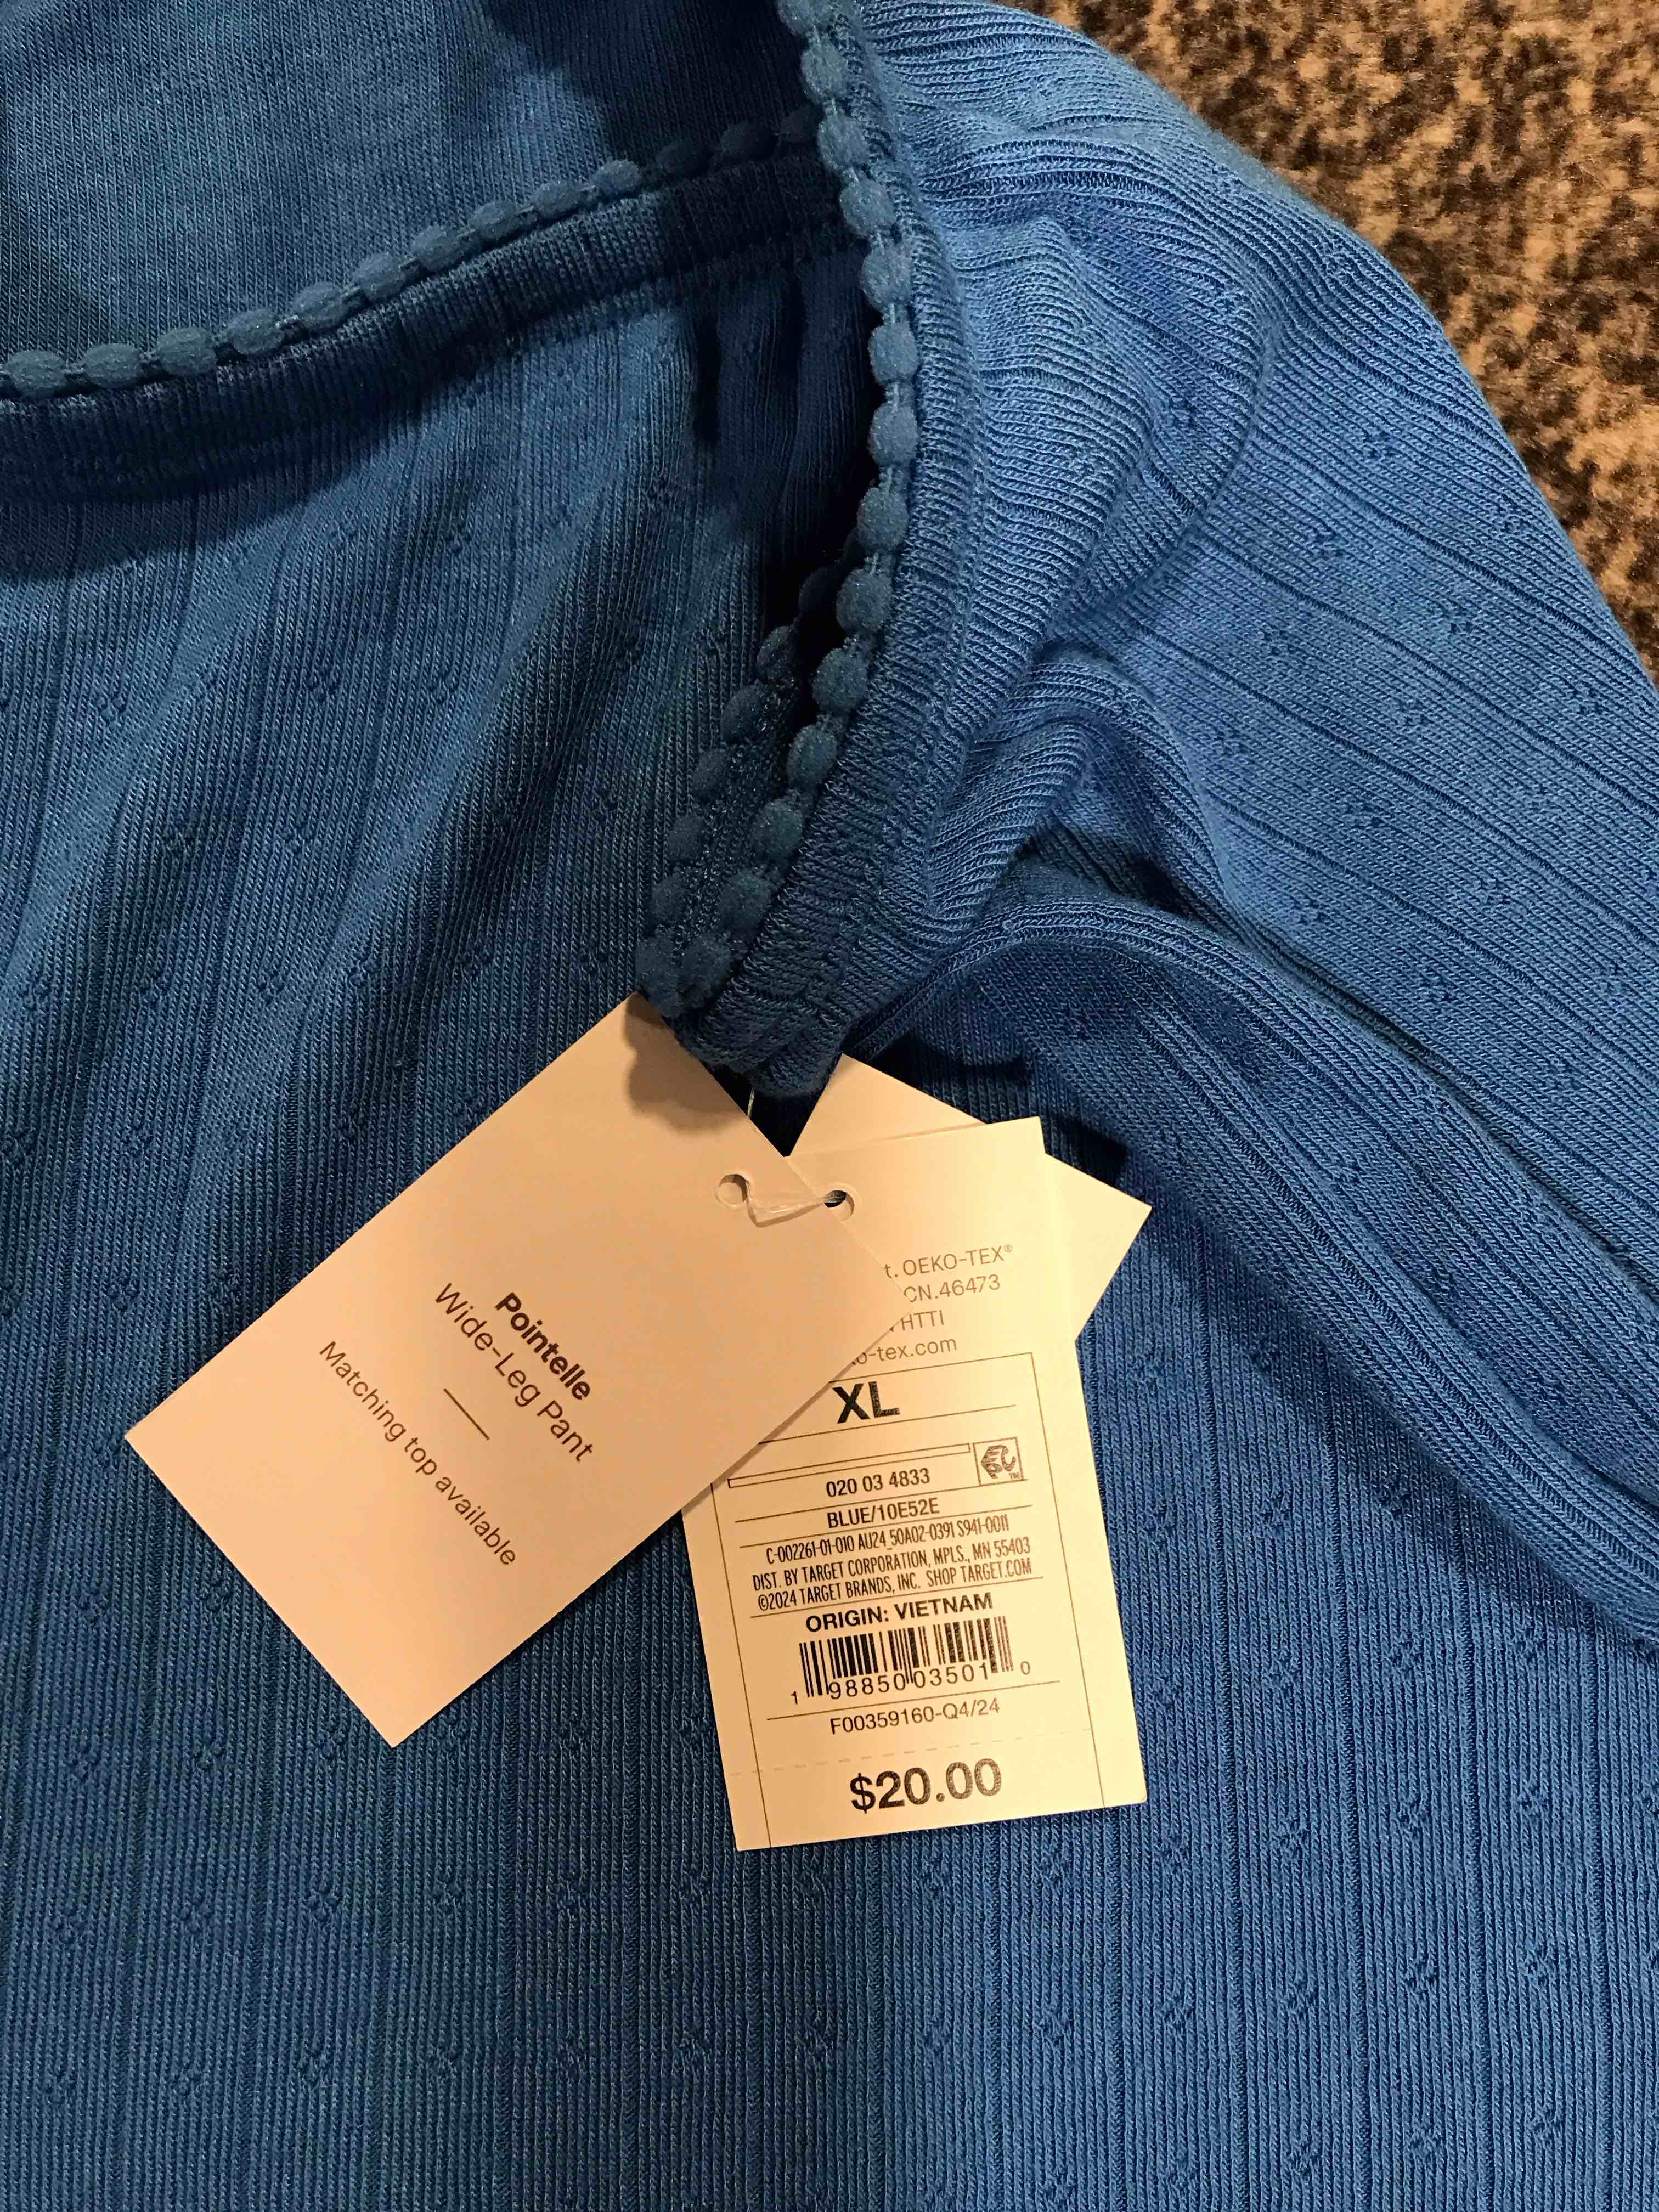 Pointelle
Wide-Leg Pant
Matching top available
OEKO-TEX®
CN.46473
HTTI
-tex.com
XL
020 03 4833
BLUE/10E52E
C-002261-01-010 AU24_50A02-0391 S941-0011
DIST. BY TARGET CORPORATION, MPLS., MN 55403
©2024 TARGET BRANDS, INC. SHOP TARGET.COM
ORIGIN: VIETNAM
1 98850 03501 0
F00359160-Q4/24
$20.00